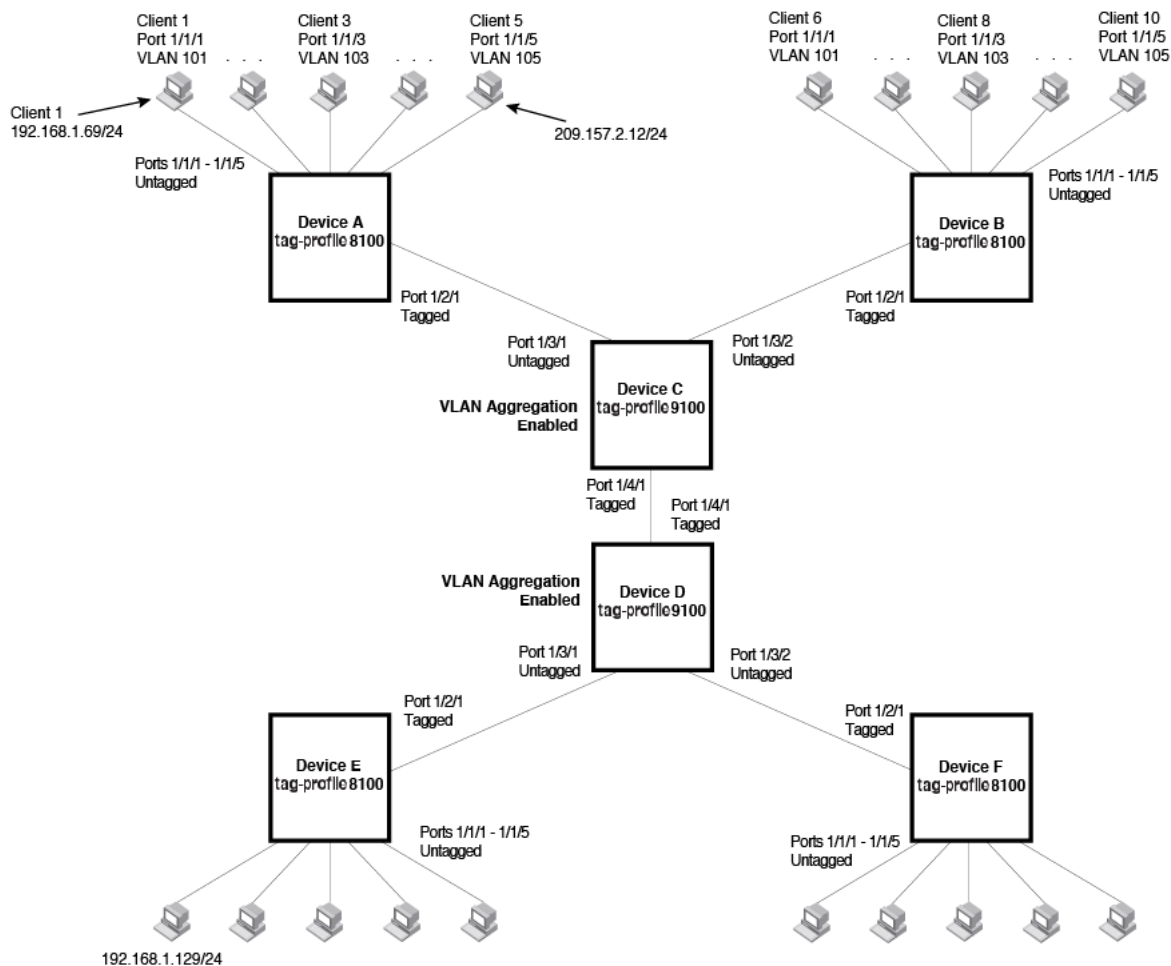 Client 1
Port 1/1/1
VLAN 101
. . .
Client 3
Port 1/1/3
VLAN 103
. . .
Client 5
Port 1/1/5
VLAN 105
Client 6
Port 1/1/1
VLAN 101
. . .
Client 8
Port 1/1/3
VLAN 103
. . .
Client 10
Port 1/1/5
VLAN 105
Client 1
192.168.1.69/24
209.157.2.12/24
Ports 1/1/1 - 1/1/5
Untagged
Ports 1/1/1 - 1/1/5
Untagged
Device A
tag-profile 8100
Device B
tag-profile 8100
Port 1/2/1
Tagged
Port 1/2/1
Tagged
Port 1/3/1
Untagged
Port 1/3/2
Untagged
Device C
tag-profile 9100
VLAN Aggregation
Enabled
Port 1/4/1
Tagged
Port 1/4/1
Tagged
VLAN Aggregation
Enabled
Device D
tag-profile 9100
Port 1/3/1
Untagged
Port 1/3/2
Untagged
Port 1/2/1
Tagged
Port 1/2/1
Tagged
Device E
tag-profile 8100
Device F
tag-profile 8100
Ports 1/1/1 - 1/1/5
Untagged
Ports 1/1/1 - 1/1/5
Untagged
192.168.1.129/24